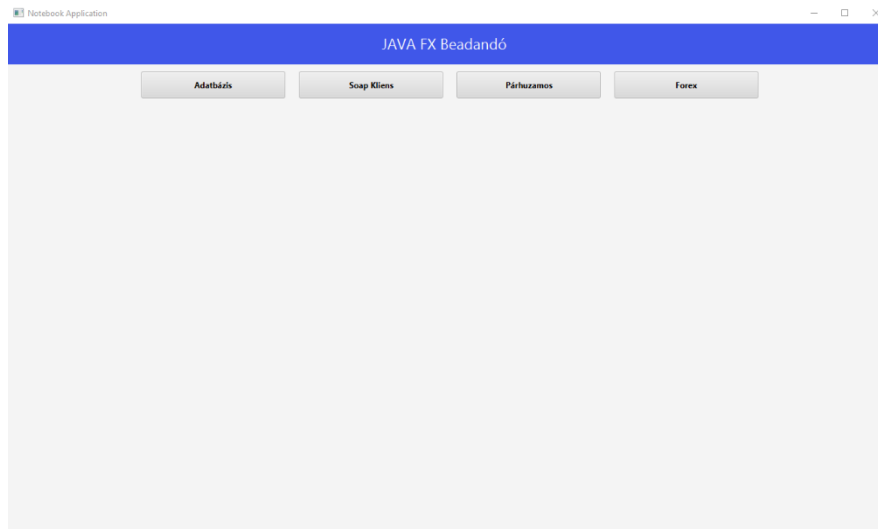 Notebook Application
JAVA FX Beadandó
Adatbázis Soap Kliens Párhuzamos Forex